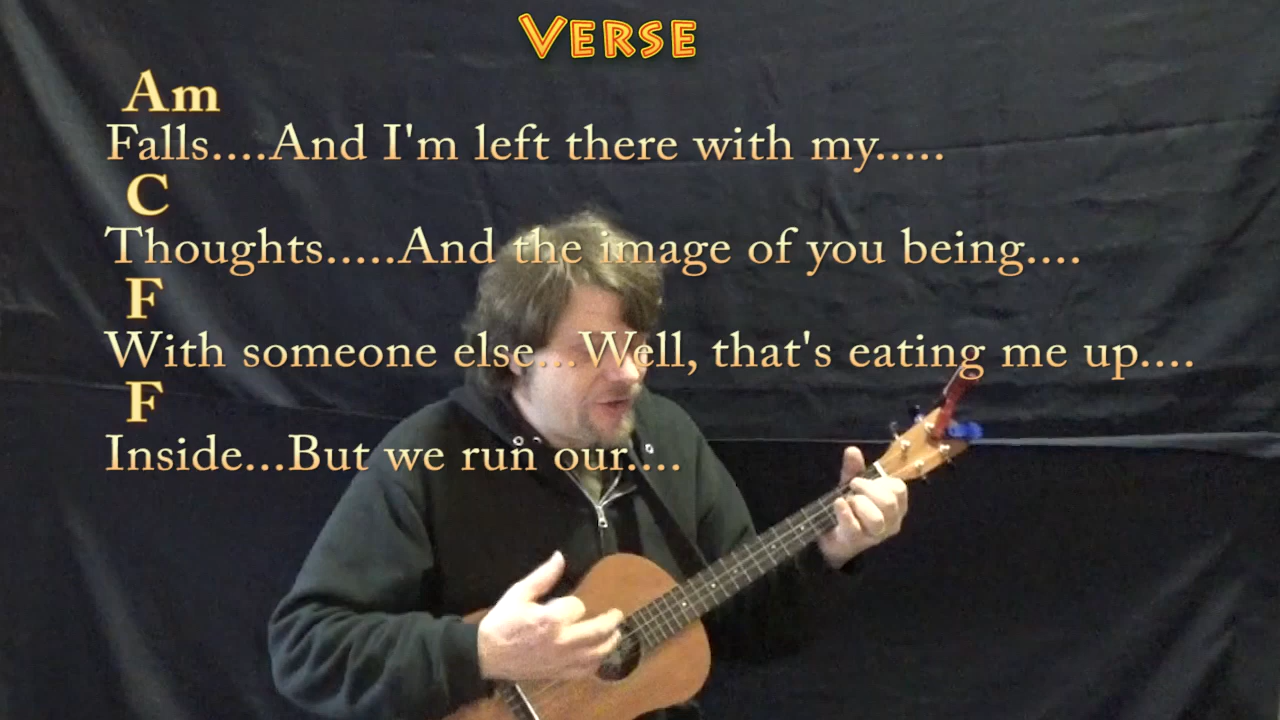 VERSE
Am
Falls....And I'm left there with my.....
C
Thoughts.....And the image of you being....
F
With someone else...Well, that's eating me up....
F
Inside...But we run our....